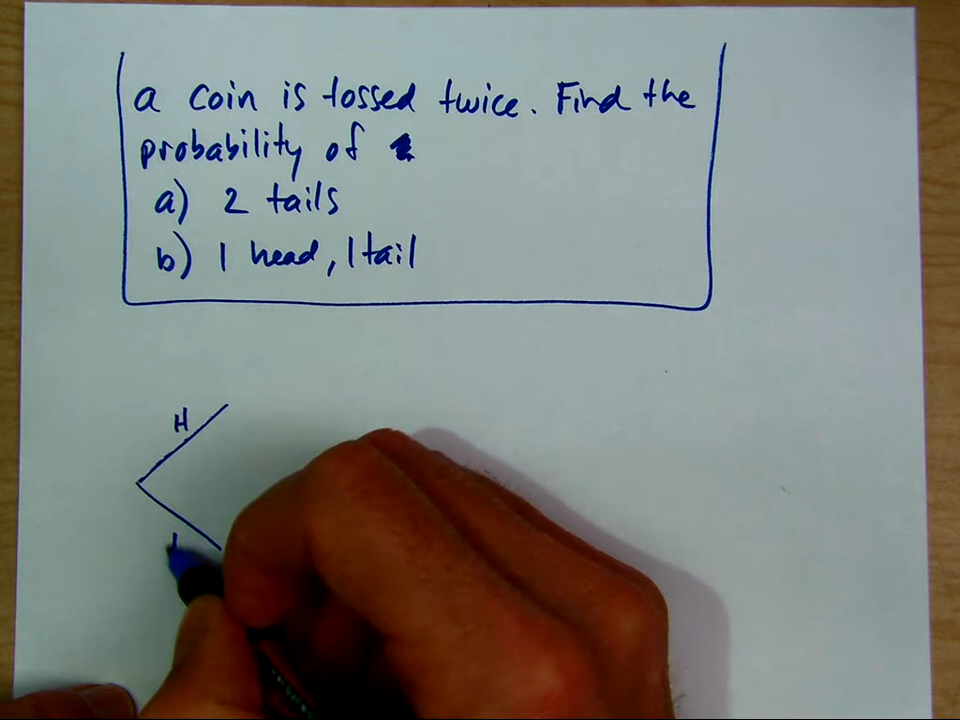 a coin is tossed twice. Find the
probability of
a) 2 tails
b) 1 head, 1 tail
H